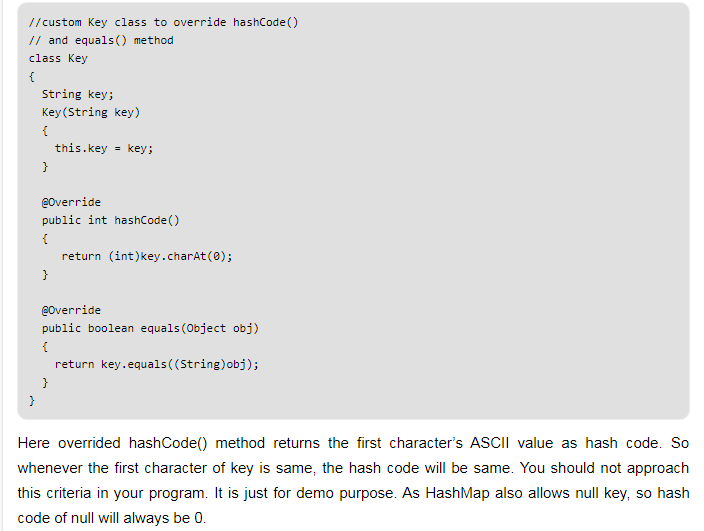 //custom Key class to override hashCode()
// and equals() method
class Key
{
  String key;
  Key(String key)
  {
    this.key = key;
  }

  @Override
  public int hashCode()
  {
     return (int)key.charAt(0);
  }

  @Override
  public boolean equals(Object obj)
  {
    return key.equals((String)obj);
  }
}
Here overrided hashCode() method returns the first character's ASCII value as hash code. So
whenever the first character of key is same, the hash code will be same. You should not approach
this criteria in your program. It is just for demo purpose. As HashMap also allows null key, so hash
code of null will always be 0.